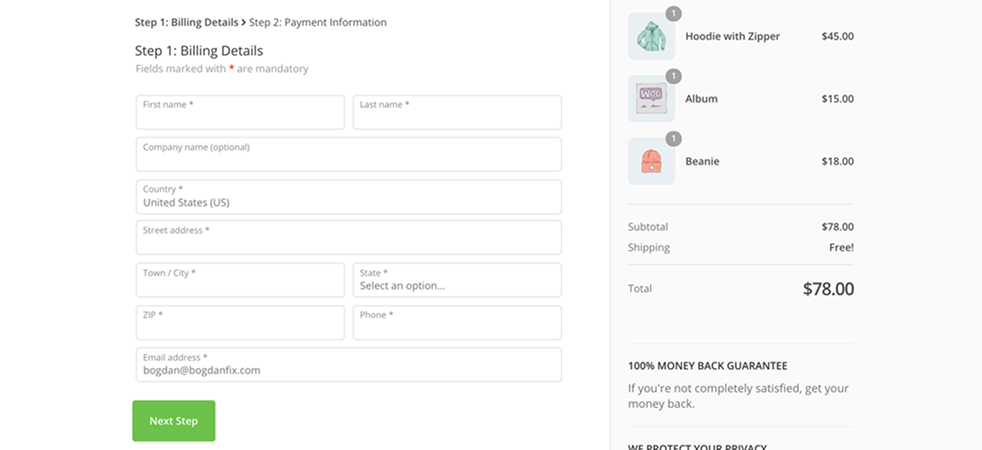 Step 1: Billing Details > Step 2: Payment Information
Step 1: Billing Details
Fields marked with * are mandatory
First name *
Last name *
Company name (optional)
Country *
United States (US)
Street address *
Town / City *
State *
Select an option...
ZIP *
Phone *
Email address *
bogdan@bogdanfix.com
Next Step
1
Hoodie with Zipper $45.00
1
WOO
Album $15.00
1
Beanie $18.00
Subtotal $78.00
Shipping Free!
Total $78.00
100% MONEY BACK GUARANTEE
If you're not completely satisfied, get your
money back.
WE PROTECT YOUR PRIVACY